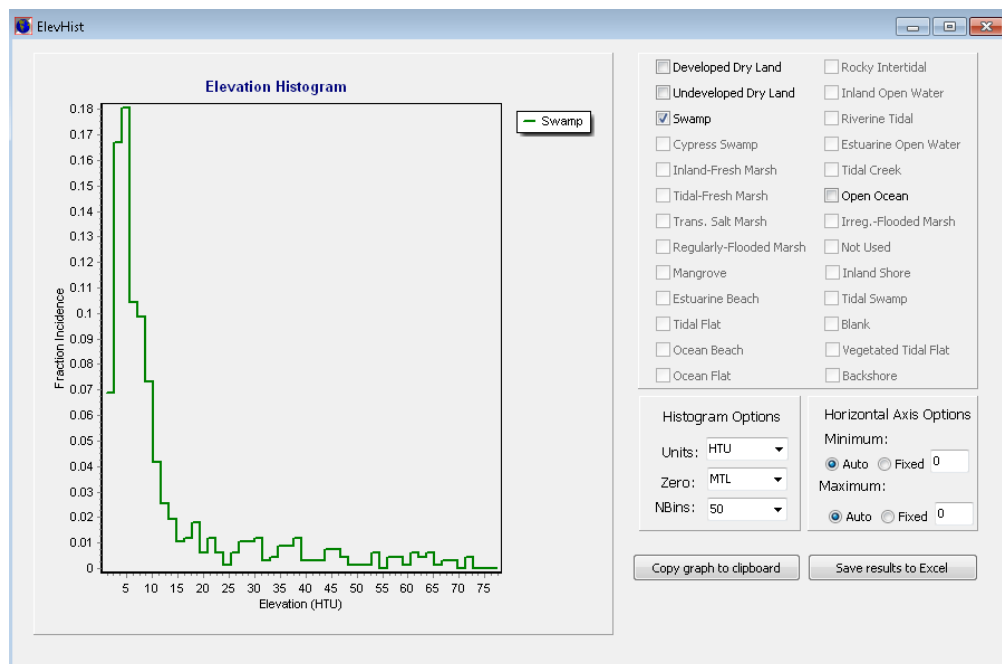 ElevHist
Elevation Histogram
Swamp
0.18
0.17
0.16
0.15
0.14
0.13
0.12
0.11
0.1
0.09
0.08
0.07
0.06
0.05
0.04
0.03
0.02
0.01
0
Fraction Incidence
5 10 15 20 25 30 35 40 45 50 55 60 65 70 75
Elevation (HTU)
Developed Dry Land
Undeveloped Dry Land
Swamp
Cypress Swamp
Inland-Fresh Marsh
Tidal-Fresh Marsh
Trans. Salt Marsh
Regularly-Flooded Marsh
Mangrove
Estuarine Beach
Tidal Flat
Ocean Beach
Ocean Flat
Rocky Intertidal
Inland Open Water
Riverine Tidal
Estuarine Open Water
Tidal Creek
Open Ocean
Irreg.-Flooded Marsh
Not Used
Inland Shore
Tidal Swamp
Blank
Vegetated Tidal Flat
Backshore
Histogram Options
Units: HTU
Zero: MTL
NBins: 50
Horizontal Axis Options
Minimum:
Auto Fixed 0
Maximum:
Auto Fixed 0
Copy graph to clipboard
Save results to Excel